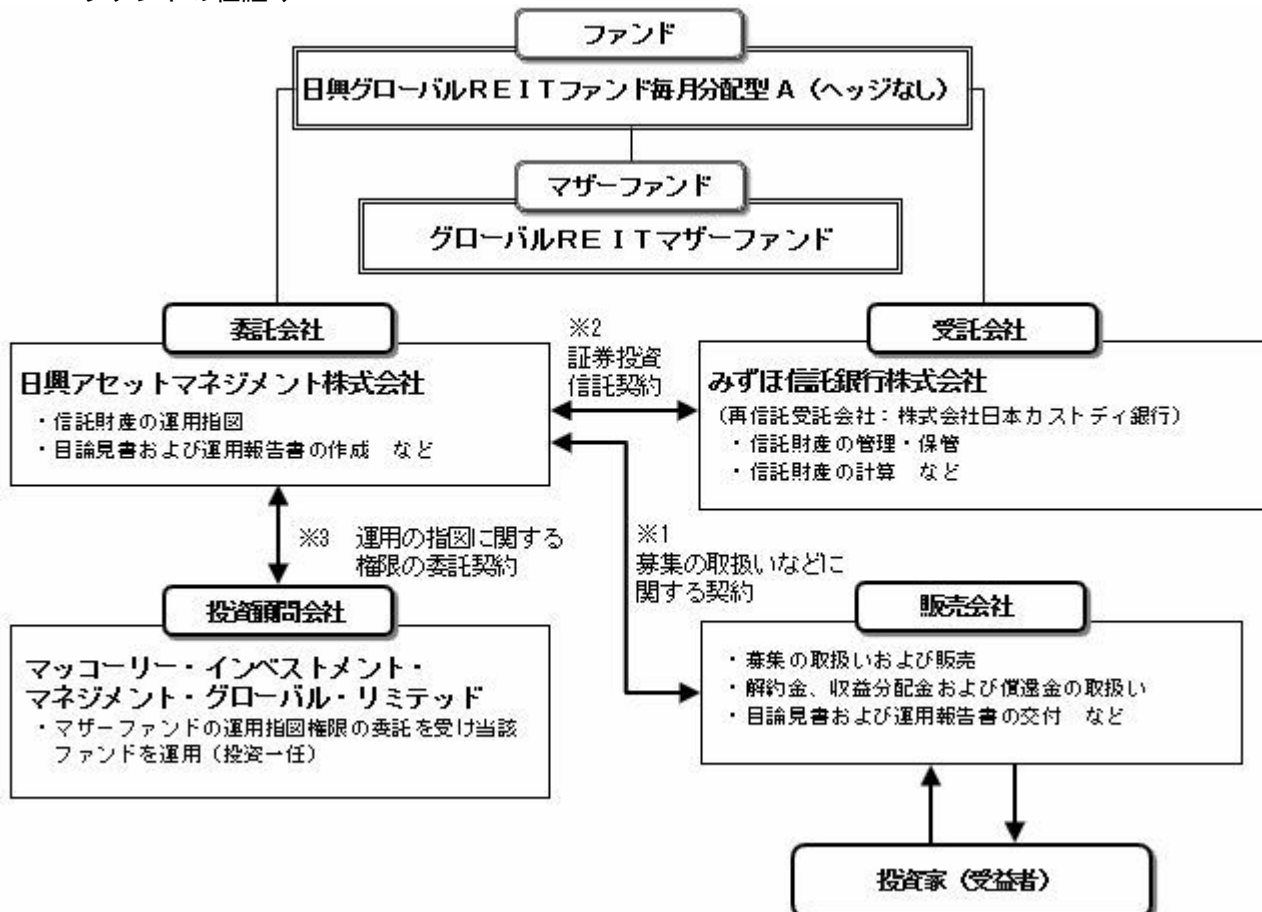 ファンド
日興グローバルREITファンド毎月分配型A（ヘッジなし）
マザーファンド
グローバルREITマザーファンド
委託会社
日興アセットマネジメント株式会社
・信託財産の運用指図
・目論見書および運用報告書の作成　など
※2
証券投資
信託契約
受託会社
みずほ信託銀行株式会社
（再信託受託会社：株式会社日本カストディ銀行）
・信託財産の管理・保管
・信託財産の計算　など
※3　運用の指図に関する
権限の委託契約
※1
募集の取扱いなどに
関する契約
投資顧問会社
マッコーリー・インベストメント・
マネジメント・グローバル・リミテッド
・マザーファンドの運用指図権限の委託を受け当該
ファンドを運用（投資一任）
販売会社
・募集の取扱いおよび販売
・解約金、収益分配金および償還金の取扱い
・目論見書および運用報告書の交付　など
投資家（受益者）